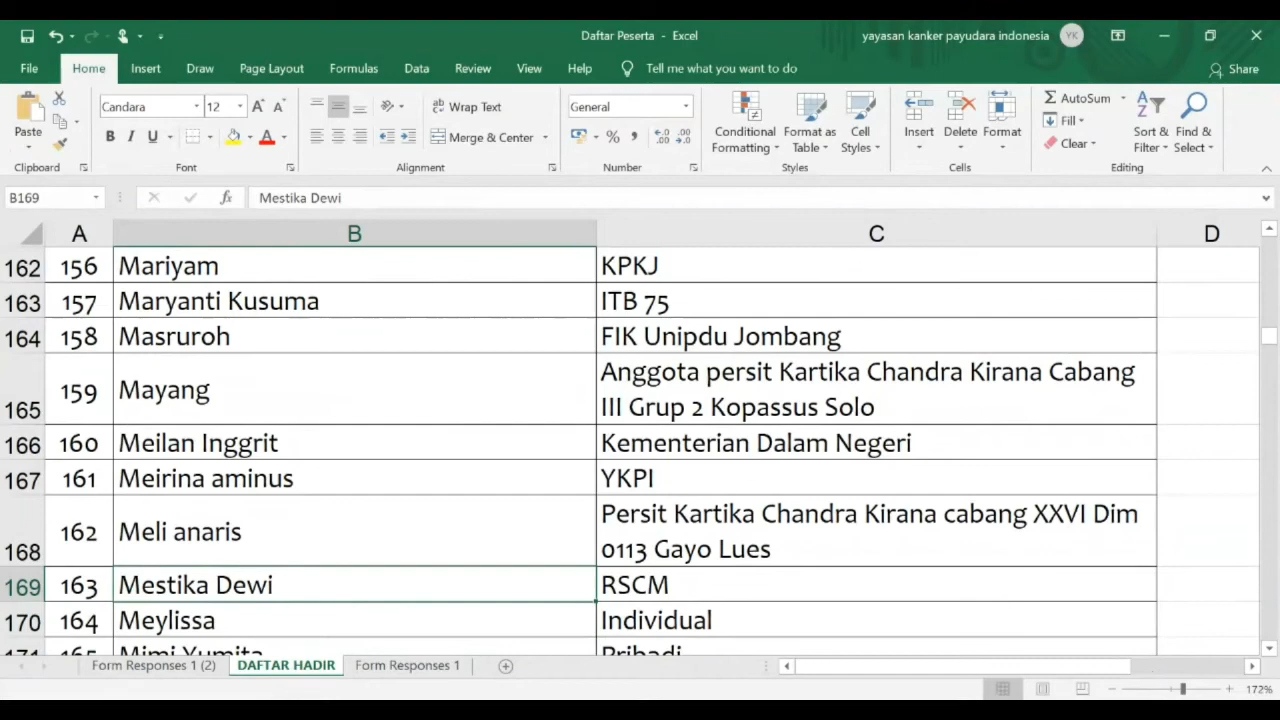 Daftar Peserta - Excel
yayasan kanker payudara indonesia YK
File Home Insert Draw Page Layout Formulas Data Review View Help Tell me what you want to do Share
Candara 12 Wrap Text General AutoSum
Paste B I U Merge & Center Conditional Formatting Format as Table Cell Styles Insert Delete Format Fill Clear Sort & Filter Find & Select
Clipboard Font Alignment Number Styles Cells Editing
B169 fx Mestika Dewi
A B C D
162 156 Mariyam KPKJ
163 157 Maryanti Kusuma ITB 75
164 158 Masruroh FIK Unipdu Jombang
165 159 Mayang Anggota persit Kartika Chandra Kirana Cabang
III Grup 2 Kopassus Solo
166 160 Meilan Inggrit Kementerian Dalam Negeri
167 161 Meirina aminus YKPI
168 162 Meli anaris Persit Kartika Chandra Kirana cabang XXVI Dim
0113 Gayo Lues
169 163 Mestika Dewi RSCM
170 164 Meylissa Individual
171 165 Mimi Yumita Pribadi
Form Responses 1 (2) DAFTAR HADIR Form Responses 1
172%